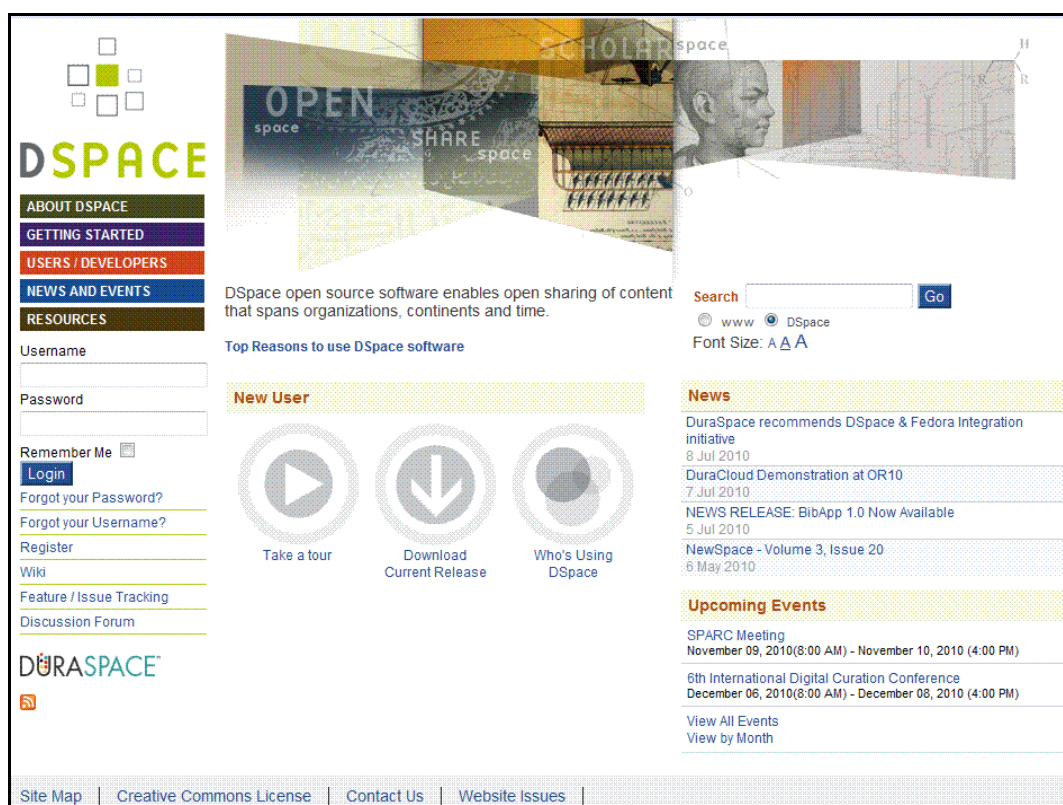 SCHOLAR space
H
R R
OPEN
space
SHARE
space
O
DSPACE
ABOUT DSPACE
GETTING STARTED
USERS / DEVELOPERS
NEWS AND EVENTS
RESOURCES
Username
Password
Remember Me
Login
Forgot your Password?
Forgot your Username?
Register
Wiki
Feature / Issue Tracking
Discussion Forum
DURASPACE
DSpace open source software enables open sharing of content
that spans organizations, continents and time.
Top Reasons to use DSpace software
Search Go
www DSpace
Font Size: A A A
New User
Take a tour
Download
Current Release
Who's Using
DSpace
News
DuraSpace recommends DSpace & Fedora Integration
initiative
8 Jul 2010
DuraCloud Demonstration at OR10
7 Jul 2010
NEWS RELEASE: BibApp 1.0 Now Available
5 Jul 2010
NewSpace - Volume 3, Issue 20
6 May 2010
Upcoming Events
SPARC Meeting
November 09, 2010(8:00 AM) - November 10, 2010 (4:00 PM)
6th International Digital Curation Conference
December 06, 2010(8:00 AM) - December 08, 2010 (4:00 PM)
View All Events
View by Month
Site Map | Creative Commons License | Contact Us | Website Issues |